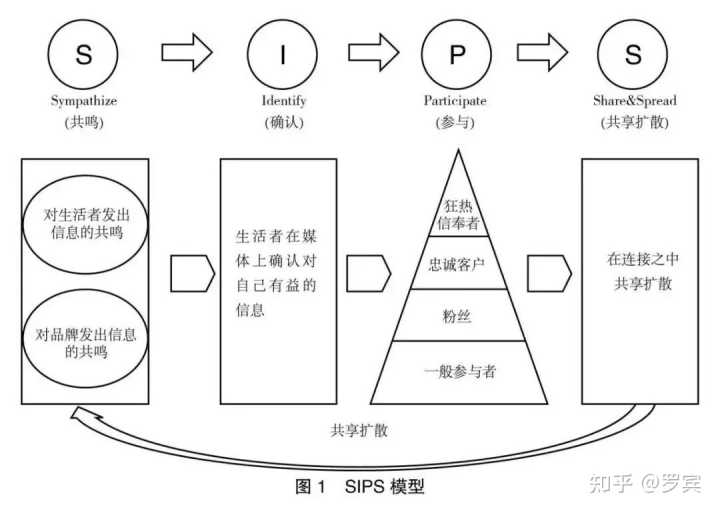 S
I
P
S
Sympathize
(共鸣)
Identify
(确认)
Participate
(参与)
Share&Spread
(共享扩散)
对生活者发出
信息的共鸣
对品牌发出信息
的共鸣
生活者在媒
体上确认对
自己有益的
信息
狂热
信奉者
忠诚客户
粉丝
一般参与者
在连接之中
共享扩散
共享扩散
图 1 SIPS 模型
知乎 @罗宾